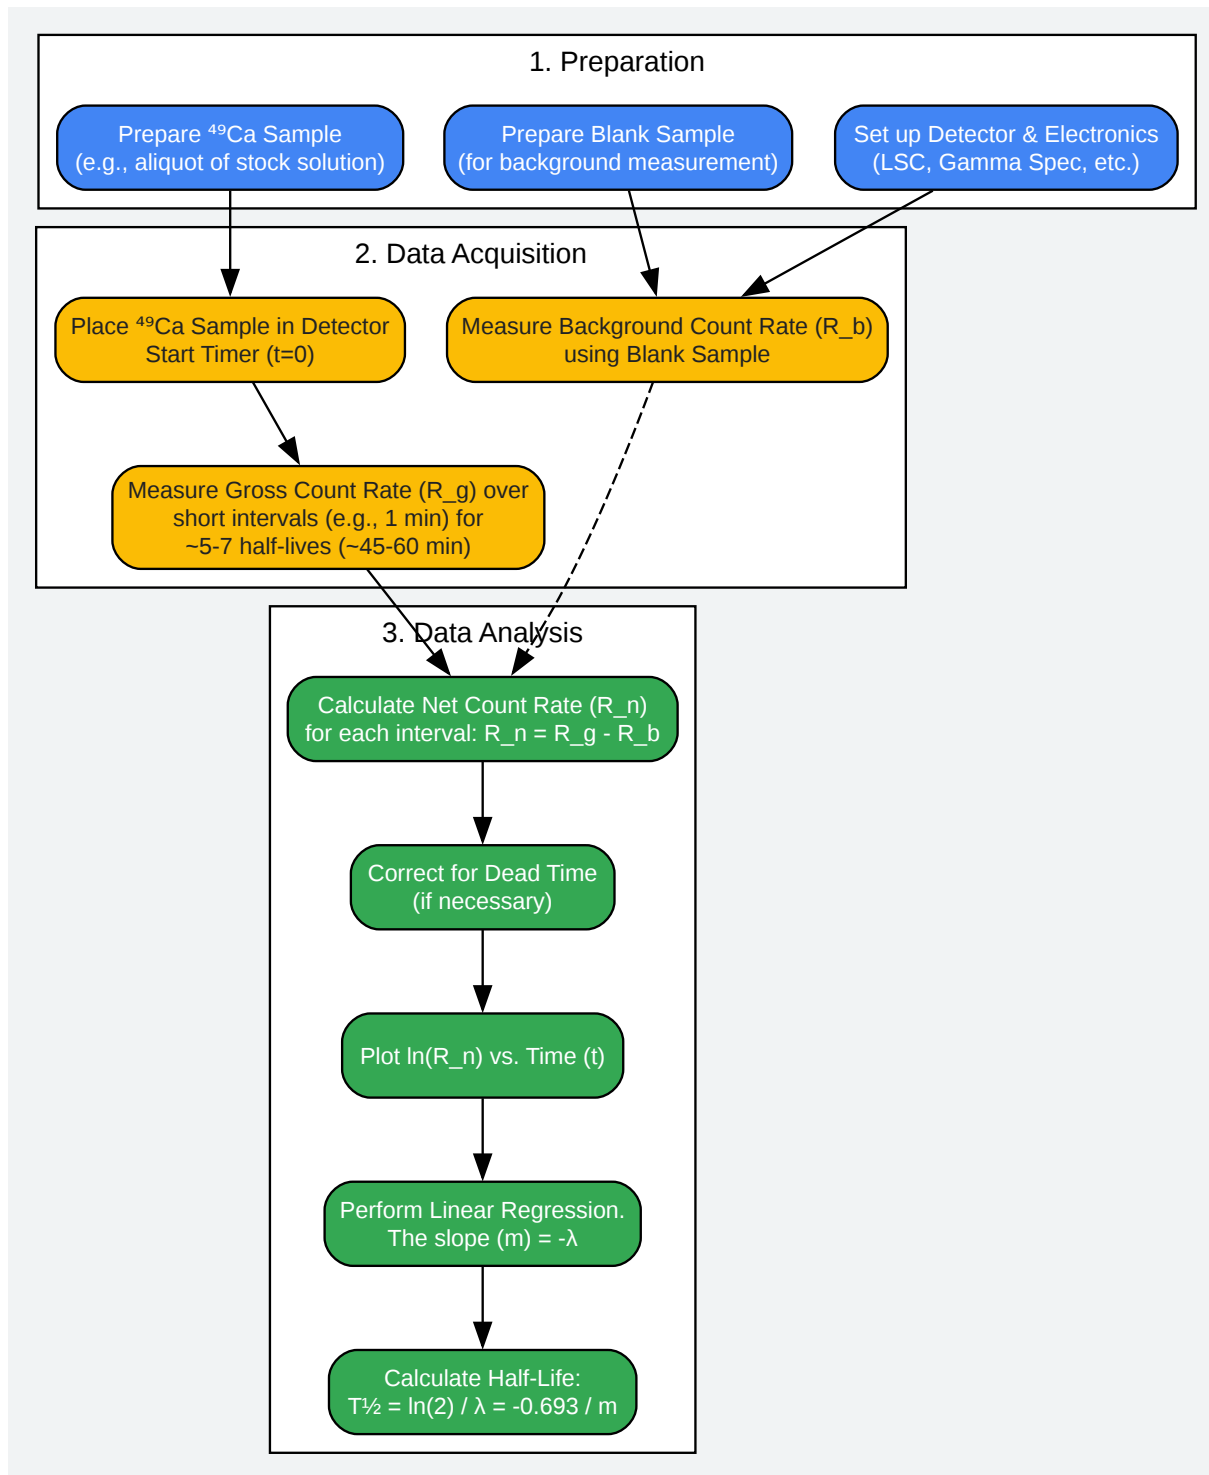 1. Preparation
Prepare ⁴⁹Ca Sample
(e.g., aliquot of stock solution)
Prepare Blank Sample
(for background measurement)
Set up Detector & Electronics
(LSC, Gamma Spec, etc.)
2. Data Acquisition
Place ⁴⁹Ca Sample in Detector
Start Timer (t=0)
Measure Background Count Rate (R_b)
using Blank Sample
Measure Gross Count Rate (R_g) over
short intervals (e.g., 1 min) for
~5-7 half-lives (~45-60 min)
3. Data Analysis
Calculate Net Count Rate (R_n)
for each interval: R_n = R_g - R_b
Correct for Dead Time
(if necessary)
Plot ln(R_n) vs. Time (t)
Perform Linear Regression.
The slope (m) = -λ
Calculate Half-Life:
T½ = ln(2) / λ = -0.693 / m